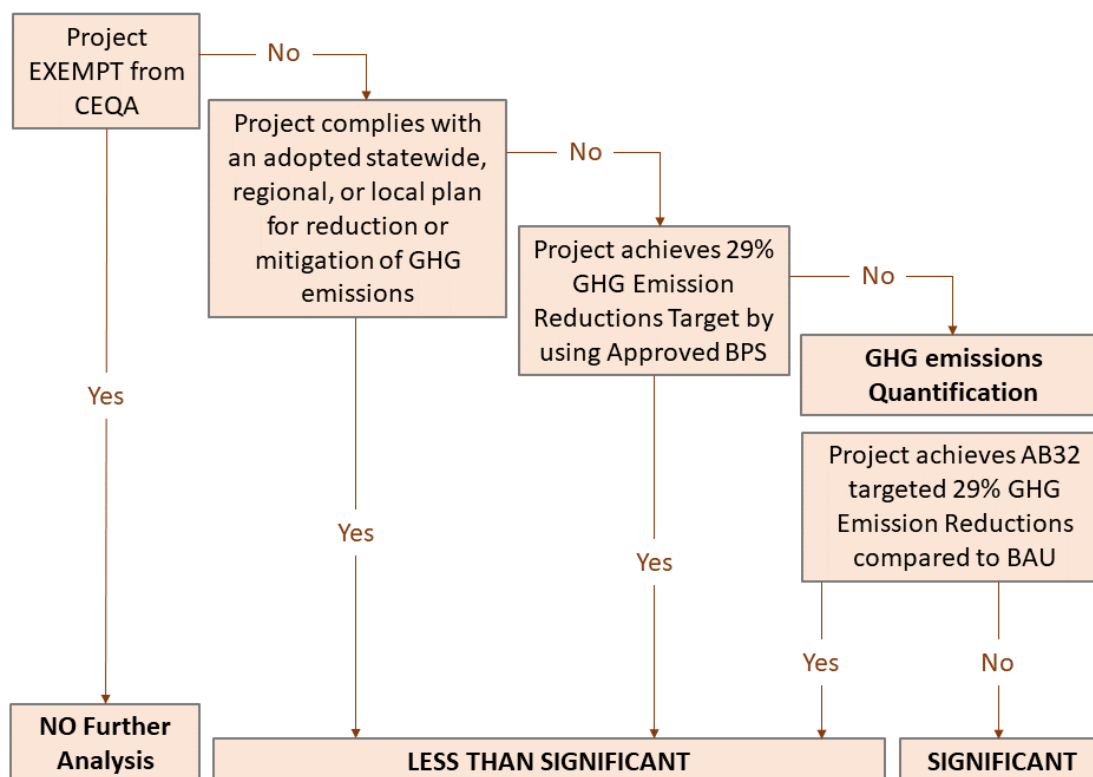 Project
EXEMPT from
CEQA
No
Project complies with
an adopted statewide,
regional, or local plan
for reduction or
mitigation of GHG
emissions
No
Project achieves 29%
GHG Emission
Reductions Target by
using Approved BPS
No
GHG emissions
Quantification
Project achieves AB32
targeted 29% GHG
Emission Reductions
compared to BAU
Yes
Yes
Yes
Yes
No
NO Further
Analysis
LESS THAN SIGNIFICANT
SIGNIFICANT